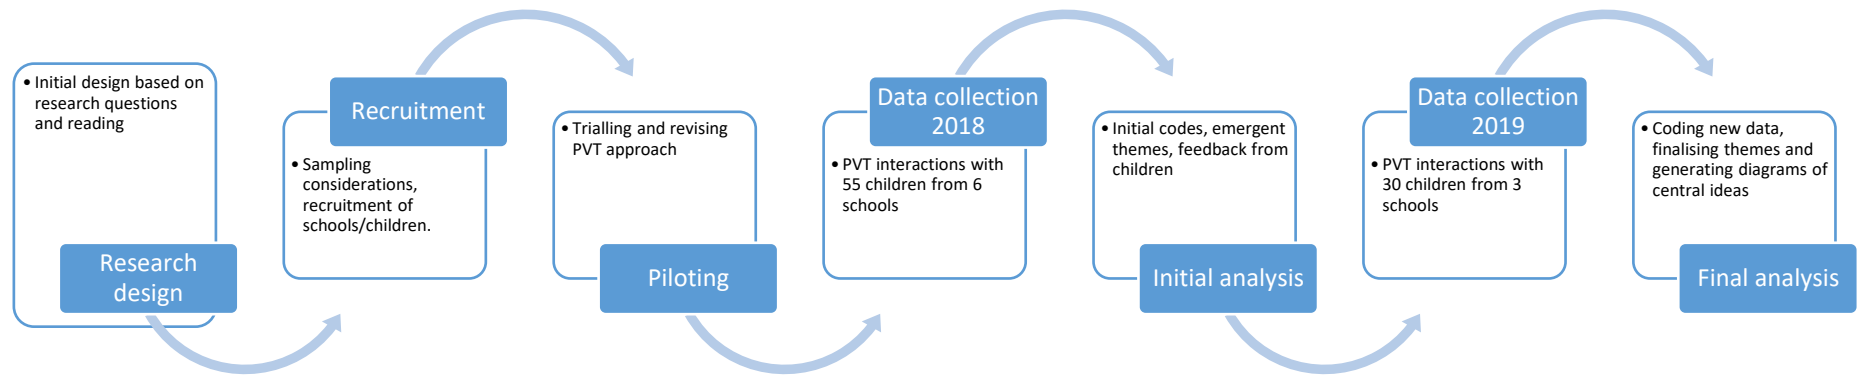 • Initial design based on
research questions
and reading
Research
design
Recruitment
• Sampling
considerations,
recruitment of
schools/children.
• Trialling and revising
PVT approach
Piloting
Data collection
2018
• PVT interactions with
55 children from 6
schools
• Initial codes, emergent
themes, feedback from
children
Initial analysis
Data collection
2019
• PVT interactions with
30 children from 3
schools
• Coding new data,
finalising themes and
generating diagrams of
central ideas
Final analysis